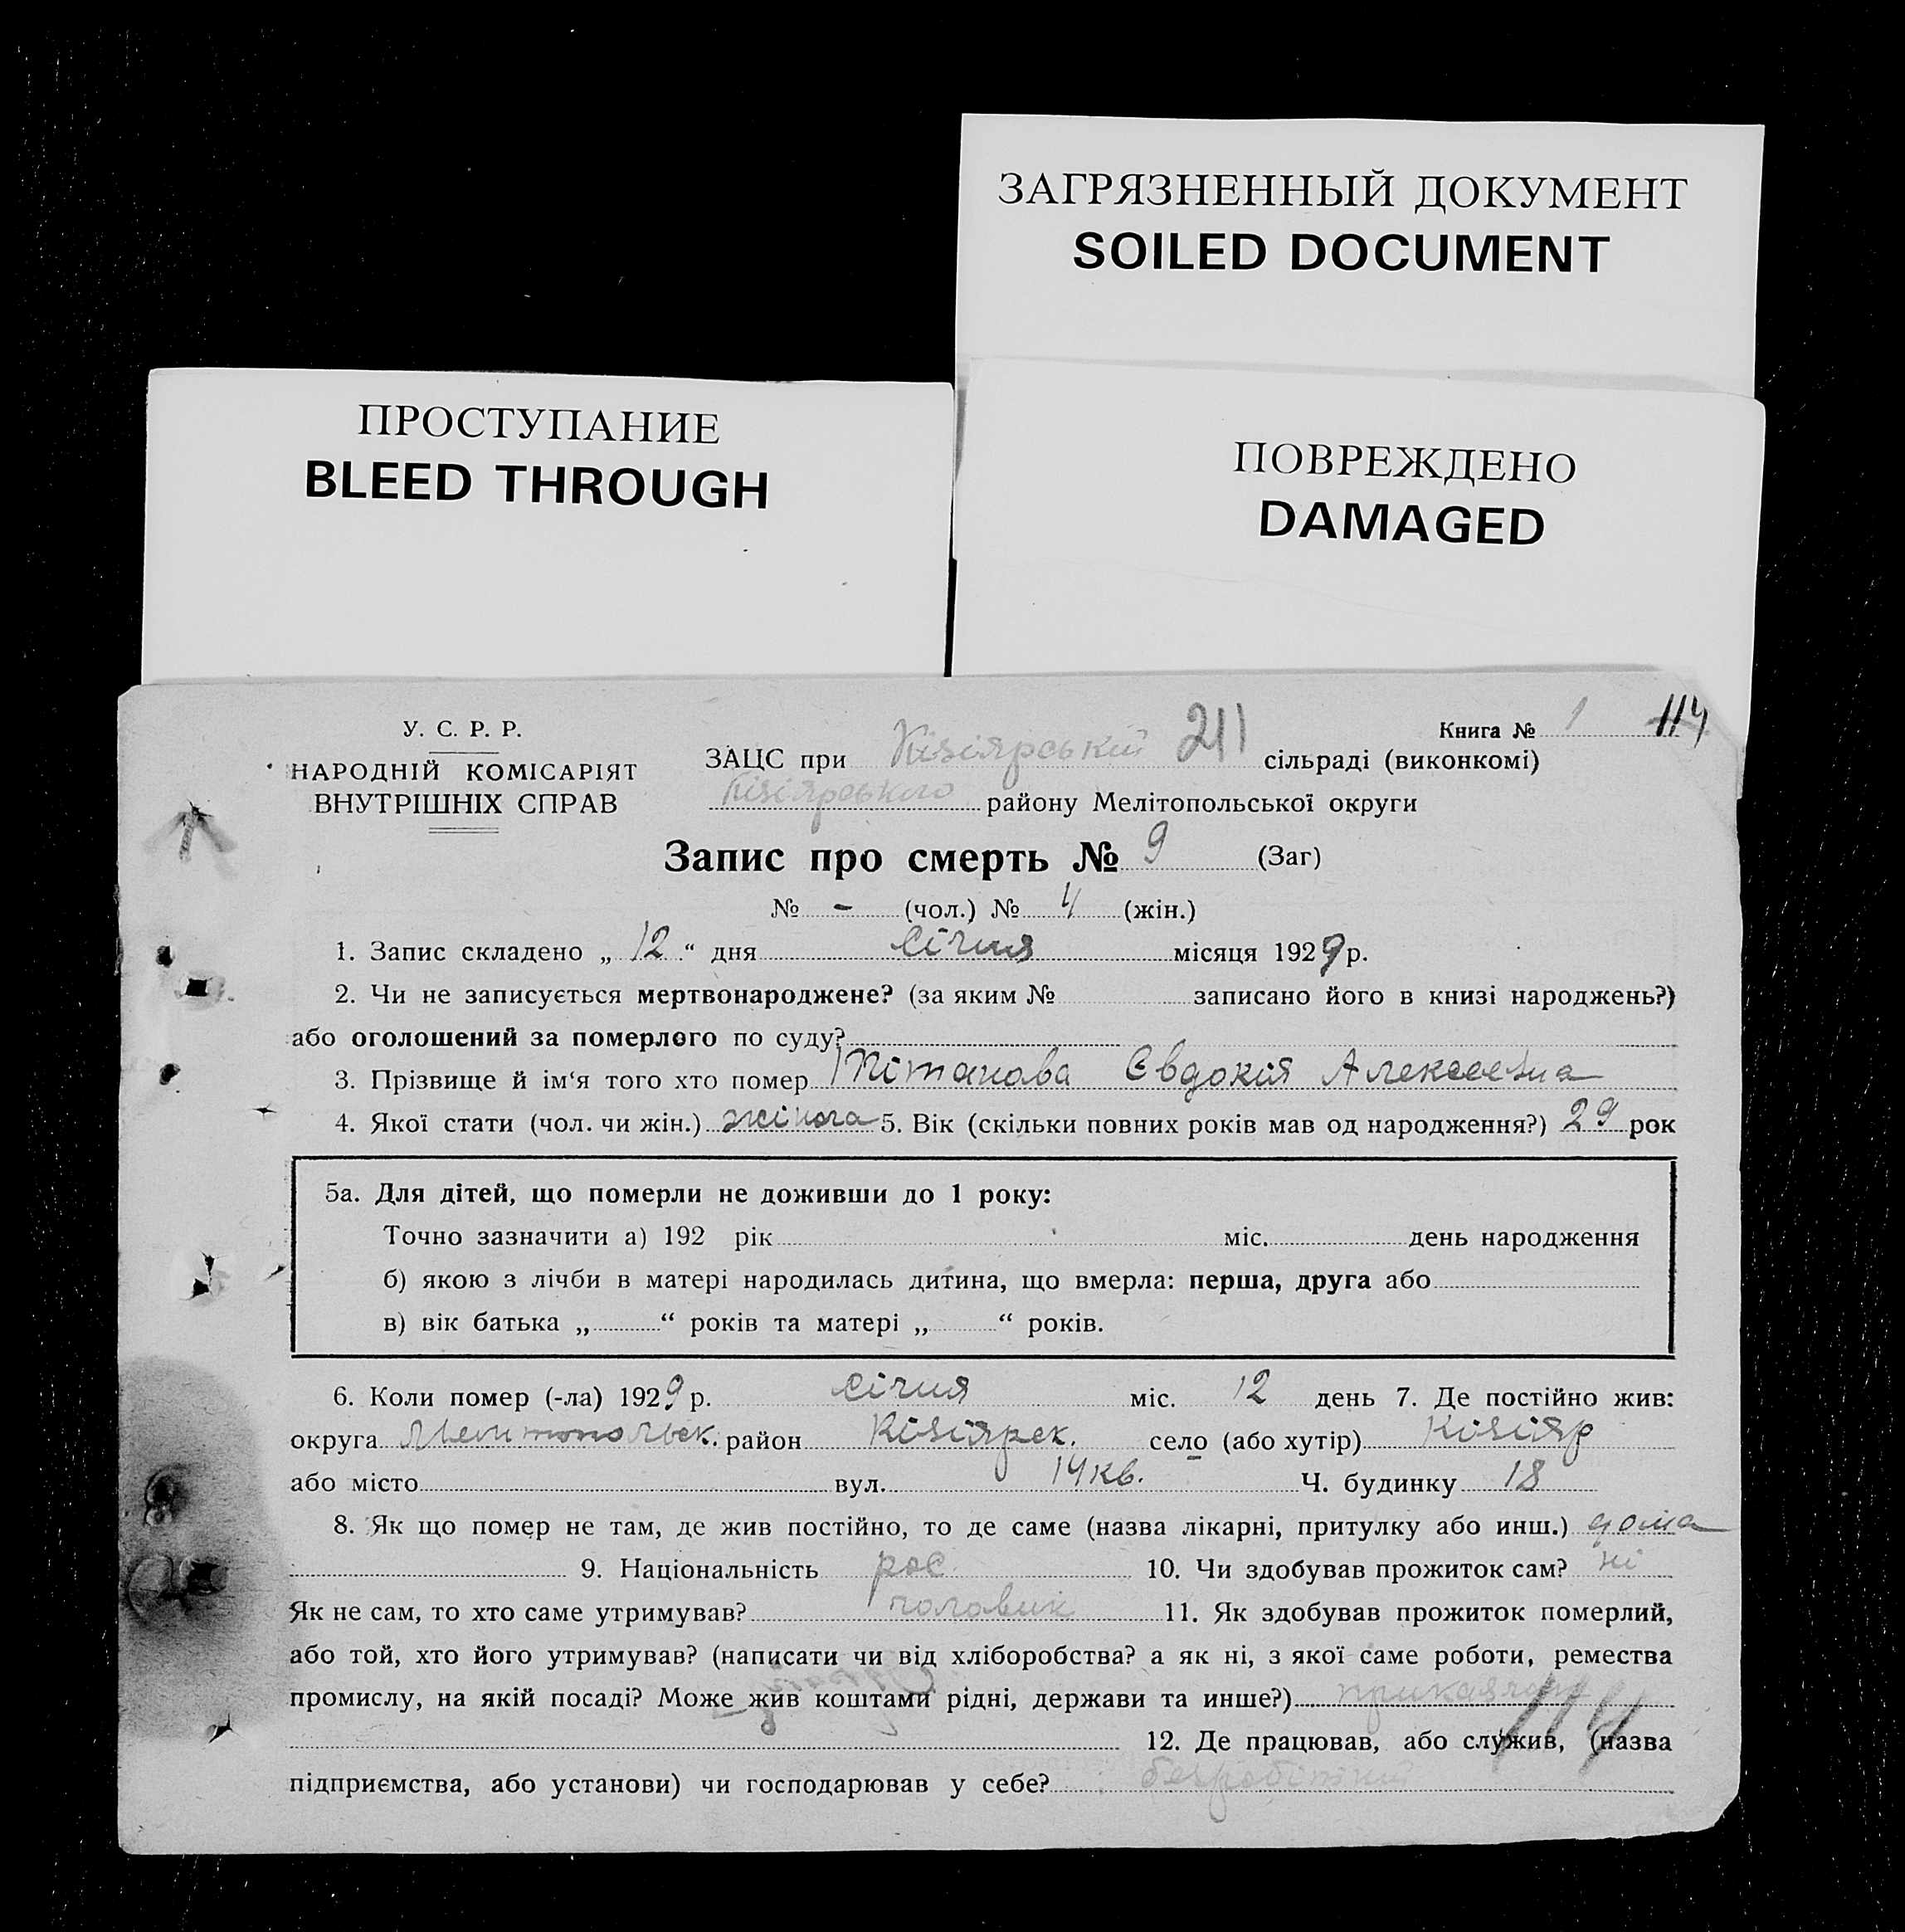 ЗАГРЯЗНЕННЫЙ ДОКУМЕНТ
SOILED DOCUMENT
ПРОСТУПАНИЕ
BLEED THROUGH
ПОВРЕЖДЕНО
DAMAGED
У. С. Р. Р.
НАРОДНІЙ КОМІСАРІЯТ
ВНУТРІШНІХ СПРАВ
Книга № 1 114
ЗАЦС при Кізіярській 211 сільраді (виконкомі)
Кізіярського району Мелітопольської округи
Запис про смерть № 9 (Заг)
№ - (чол.) № 4 (жін.)
1. Запис складено „ 12 “ дня січня місяця 1929 р.
2. Чи не записується мертвонароджене? (за яким № записано його в книзі народжень?)
або оголошений за померлого по суду?
3. Прізвище й ім‘я того хто помер Євдокія Алексеевна
4. Якої стати (чол. чи жін.) жіноча 5. Вік (скільки повних років мав од народження?) 29 рок
5а. Для дітей, що померли не доживши до 1 року:
Точно зазначити а) 192 рік міс. день народження
б) якою з лічби в матері народилась дитина, що вмерла: перша, друга або
в) вік батька „ “ років та матері „ “ років.
6. Коли помер (-ла) 1929 р. січня міс. 12 день 7. Де постійно жив:
округа Мелітопольск. район Кізіярск. село (або хутір) Кізіяр
або місто вул. 14 кв. Ч. будинку 18
8. Як що помер не там, де жив постійно, то де саме (назва лікарні, притулку або инш.) дома
9. Національність рос. 10. Чи здобував прожиток сам? ні
Як не сам, то хто саме утримував? чоловик 11. Як здобував прожиток померлий,
або той, хто його утримував? (написати чи від хліборобства? а як ні, з якої саме роботи, ремества
промислу, на якій посаді? Може жив коштами рідні, держави та инше?)
114
12. Де працював, або служив, (назва
підприємства, або установи) чи господарював у себе? безробітний